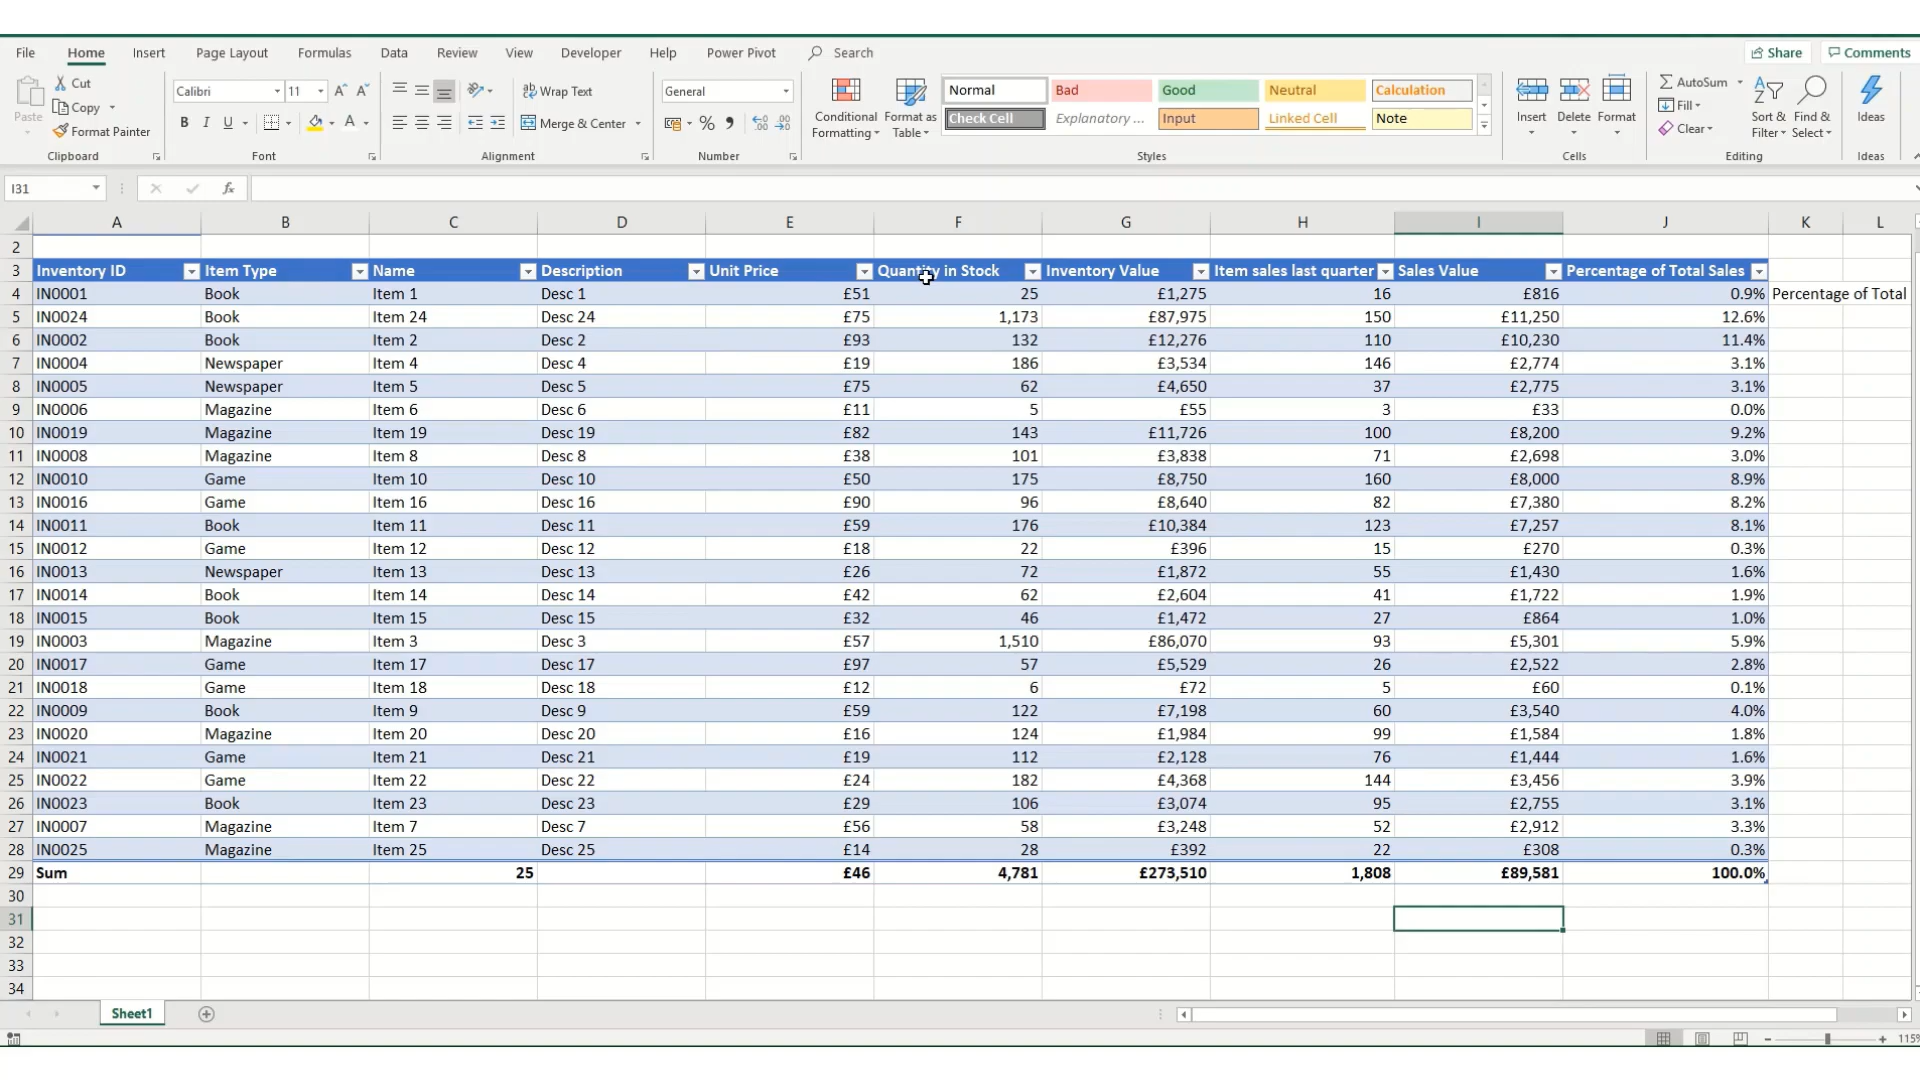 File Home Insert Page Layout Formulas Data Review View Developer Help Power Pivot Search Share Comments
Paste Cut Copy Format Painter Clipboard
Calibri 11 B I U A Font
Wrap Text Merge & Center Alignment
General % Number
Conditional Formatting Format as Table
Normal Bad Good Neutral Calculation
Check Cell Explanatory ... Input Linked Cell Note
Styles
Insert Delete Format Cells
AutoSum Fill Clear Sort & Filter Find & Select Editing
Ideas Ideas
I31 fx
A B C D E F G H I J K L
2
3 Inventory ID Item Type Name Description Unit Price Quantity in Stock Inventory Value Item sales last quarter Sales Value Percentage of Total Sales
4 IN0001 Book Item 1 Desc 1 £51 25 £1,275 16 £816 0.9% Percentage of Total
5 IN0024 Book Item 24 Desc 24 £75 1,173 £87,975 150 £11,250 12.6%
6 IN0002 Book Item 2 Desc 2 £93 132 £12,276 110 £10,230 11.4%
7 IN0004 Newspaper Item 4 Desc 4 £19 186 £3,534 146 £2,774 3.1%
8 IN0005 Newspaper Item 5 Desc 5 £75 62 £4,650 37 £2,775 3.1%
9 IN0006 Magazine Item 6 Desc 6 £11 5 £55 3 £33 0.0%
10 IN0019 Magazine Item 19 Desc 19 £82 143 £11,726 100 £8,200 9.2%
11 IN0008 Magazine Item 8 Desc 8 £38 101 £3,838 71 £2,698 3.0%
12 IN0010 Game Item 10 Desc 10 £50 175 £8,750 160 £8,000 8.9%
13 IN0016 Game Item 16 Desc 16 £90 96 £8,640 82 £7,380 8.2%
14 IN0011 Book Item 11 Desc 11 £59 176 £10,384 123 £7,257 8.1%
15 IN0012 Game Item 12 Desc 12 £18 22 £396 15 £270 0.3%
16 IN0013 Newspaper Item 13 Desc 13 £26 72 £1,872 55 £1,430 1.6%
17 IN0014 Book Item 14 Desc 14 £42 62 £2,604 41 £1,722 1.9%
18 IN0015 Book Item 15 Desc 15 £32 46 £1,472 27 £864 1.0%
19 IN0003 Magazine Item 3 Desc 3 £57 1,510 £86,070 93 £5,301 5.9%
20 IN0017 Game Item 17 Desc 17 £97 57 £5,529 26 £2,522 2.8%
21 IN0018 Game Item 18 Desc 18 £12 6 £72 5 £60 0.1%
22 IN0009 Book Item 9 Desc 9 £59 122 £7,198 60 £3,540 4.0%
23 IN0020 Magazine Item 20 Desc 20 £16 124 £1,984 99 £1,584 1.8%
24 IN0021 Game Item 21 Desc 21 £19 112 £2,128 76 £1,444 1.6%
25 IN0022 Game Item 22 Desc 22 £24 182 £4,368 144 £3,456 3.9%
26 IN0023 Book Item 23 Desc 23 £29 106 £3,074 95 £2,755 3.1%
27 IN0007 Magazine Item 7 Desc 7 £56 58 £3,248 52 £2,912 3.3%
28 IN0025 Magazine Item 25 Desc 25 £14 28 £392 22 £308 0.3%
29 Sum 25 £46 4,781 £273,510 1,808 £89,581 100.0%
30
31
32
33
34
Sheet1
115%